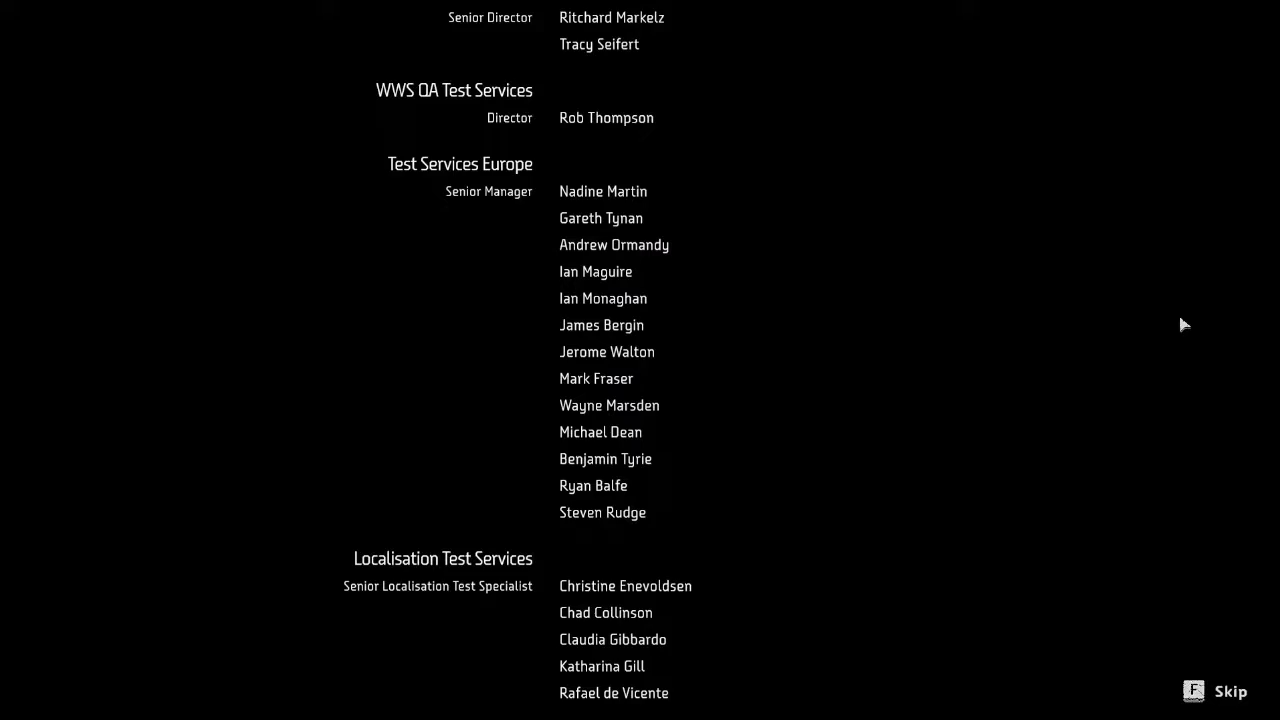 Senior Director Ritchard Markelz
Tracy Seifert
WWS QA Test Services
Director Rob Thompson
Test Services Europe
Senior Manager Nadine Martin
Gareth Tynan
Andrew Ormandy
Ian Maguire
Ian Monaghan
James Bergin
Jerome Walton
Mark Fraser
Wayne Marsden
Michael Dean
Benjamin Tyrie
Ryan Balfe
Steven Rudge
Localisation Test Services
Senior Localisation Test Specialist Christine Enevoldsen
Chad Collinson
Claudia Gibbardo
Katharina Gill
Rafael de Vicente
F Skip